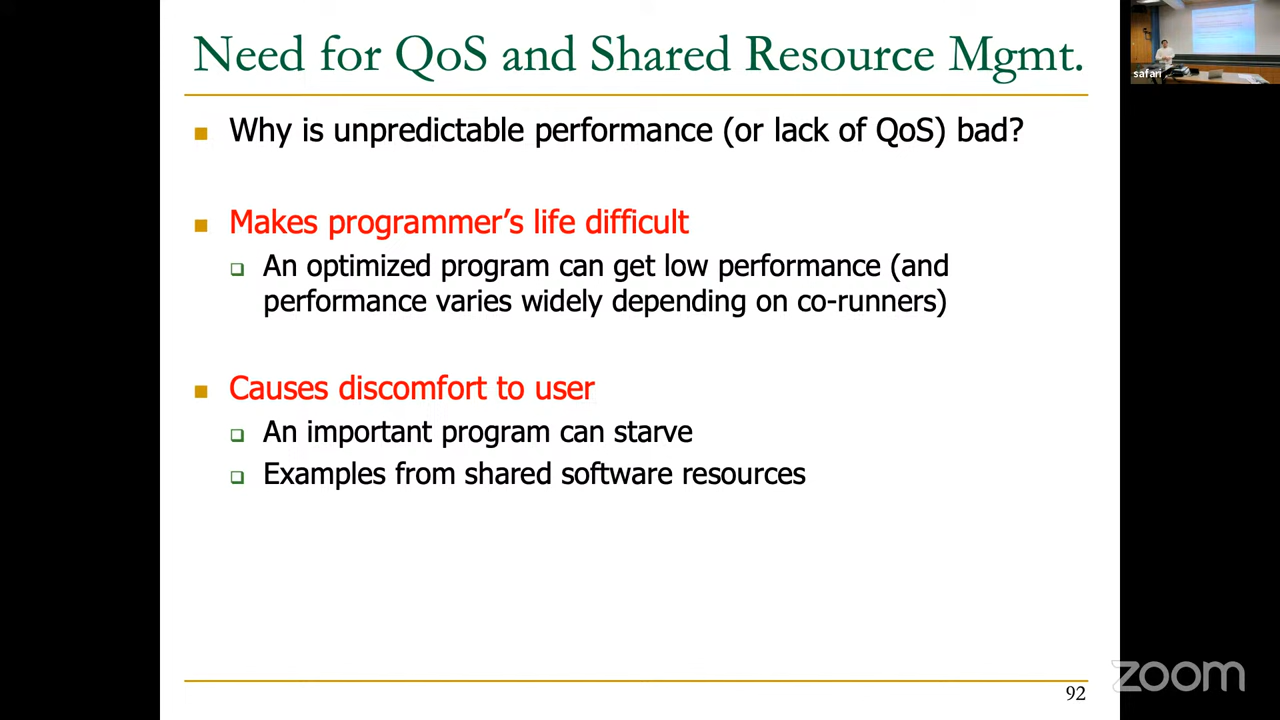 Need for QoS and Shared Resource Mgmt.
safari
Why is unpredictable performance (or lack of QoS) bad?
Makes programmer’s life difficult
An optimized program can get low performance (and
performance varies widely depending on co-runners)
Causes discomfort to user
An important program can starve
Examples from shared software resources
92
zoom